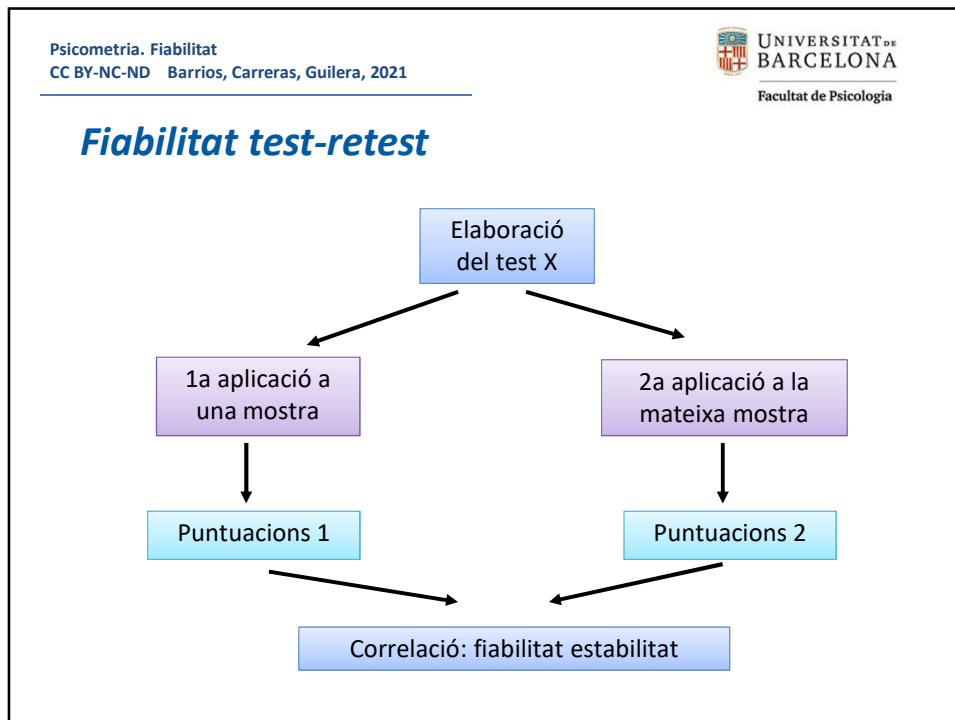 Psicometria. Fiabilitat
CC BY-NC-ND Barrios, Carreras, Guilera, 2021
UNIVERSITAT DE
BARCELONA
Facultat de Psicologia
Fiabilitat test-retest
Elaboració
del test X
1a aplicació a
una mostra
2a aplicació a la
mateixa mostra
Puntuacions 1
Puntuacions 2
Correlació: fiabilitat estabilitat